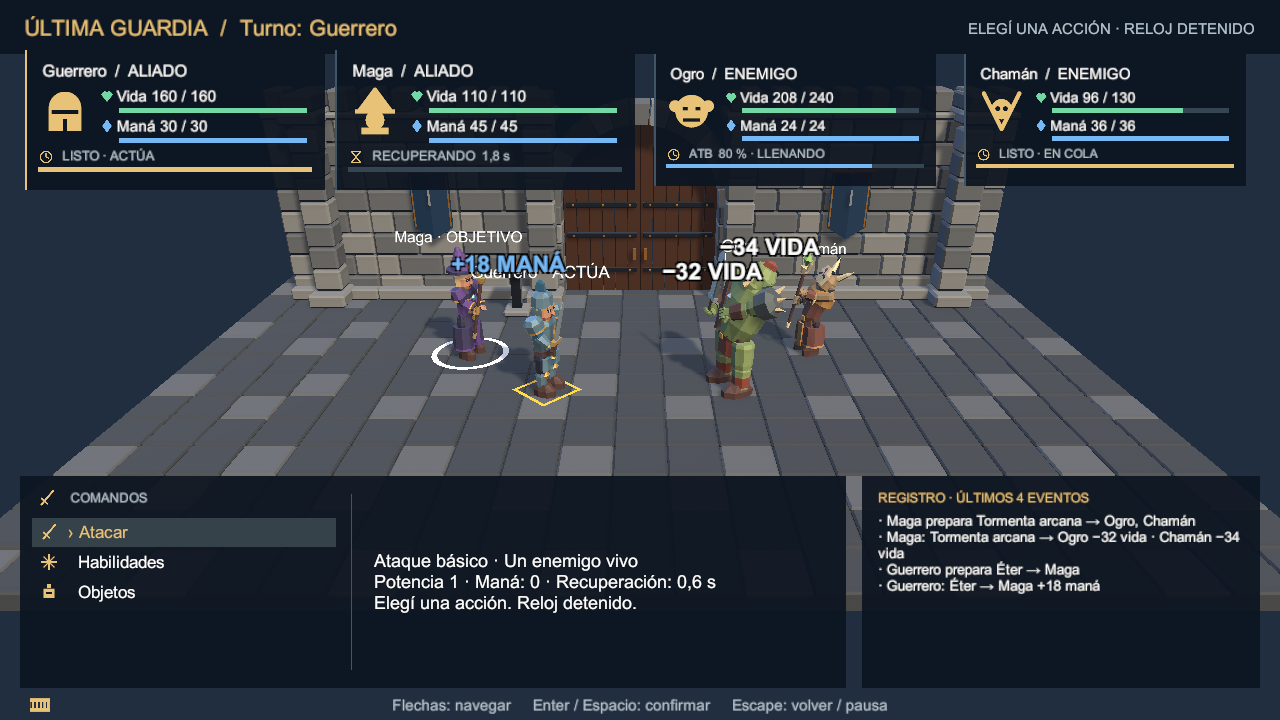 ÚLTIMA GUARDIA / Turno: Guerrero
ELEGÍ UNA ACCIÓN · RELOJ DETENIDO
Guerrero / ALIADO
Vida 160 / 160
Maná 30 / 30
LISTO · ACTÚA
Maga / ALIADO
Vida 110 / 110
Maná 45 / 45
RECUPERANDO 1,8 s
Ogro / ENEMIGO
Vida 208 / 240
Maná 24 / 24
ATB 80 % · LLENANDO
Chamán / ENEMIGO
Vida 96 / 130
Maná 36 / 36
LISTO · EN COLA
Maga · OBJETIVO
+18 MANÁ
Guerrero · ACTÚA
−34 VIDA
−32 VIDA
COMANDOS
› Atacar
Habilidades
Objetos
Ataque básico · Un enemigo vivo
Potencia 1 · Maná: 0 · Recuperación: 0,6 s
Elegí una acción. Reloj detenido.
REGISTRO · ÚLTIMOS 4 EVENTOS
· Maga prepara Tormenta arcana → Ogro, Chamán
· Maga: Tormenta arcana → Ogro −32 vida · Chamán −34
vida
· Guerrero prepara Éter → Maga
· Guerrero: Éter → Maga +18 maná
Flechas: navegar Enter / Espacio: confirmar Escape: volver / pausa